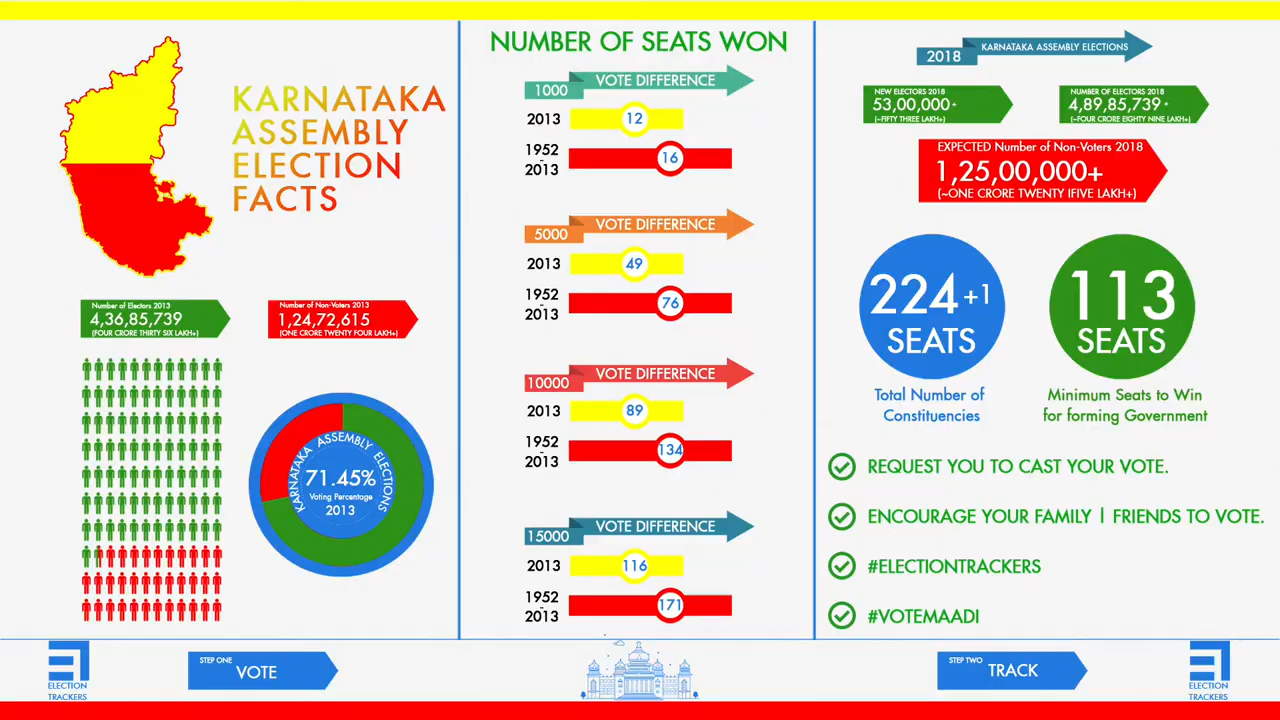 KARNATAKA
ASSEMBLY
ELECTION
FACTS
Number of Electors 2013
4,36,85,739
(FOUR CRORE THIRTY SIX LAKH+)
Number of Non-Voters 2013
1,24,72,615
(ONE CRORE TWENTY FOUR LAKH+)
KARNATAKA ASSEMBLY ELECTIONS
71.45%
Voting Percentage
2013
NUMBER OF SEATS WON
1000 VOTE DIFFERENCE
2013 12
1952
-
2013
16
5000 VOTE DIFFERENCE
2013 49
1952
-
2013
76
10000 VOTE DIFFERENCE
2013 89
1952
-
2013
134
15000 VOTE DIFFERENCE
2013 116
1952
-
2013
171
2018 KARNATAKA ASSEMBLY ELECTIONS
NEW ELECTORS 2018
53,00,000+
(~FIFTY THREE LAKH+)
NUMBER OF ELECTORS 2018
4,89,85,739+
(~FOUR CRORE EIGHTY NINE LAKH+)
EXPECTED Number of Non-Voters 2018
1,25,00,000+
(~ONE CRORE TWENTY IFIVE LAKH+)
224+1
SEATS
Total Number of
Constituencies
113
SEATS
Minimum Seats to Win
for forming Government
REQUEST YOU TO CAST YOUR VOTE.
ENCOURAGE YOUR FAMILY | FRIENDS TO VOTE.
#ELECTIONTRACKERS
#VOTEMAADI
ELECTION
TRACKERS
STEP ONE
VOTE
STEP TWO
TRACK
ELECTION
TRACKERS